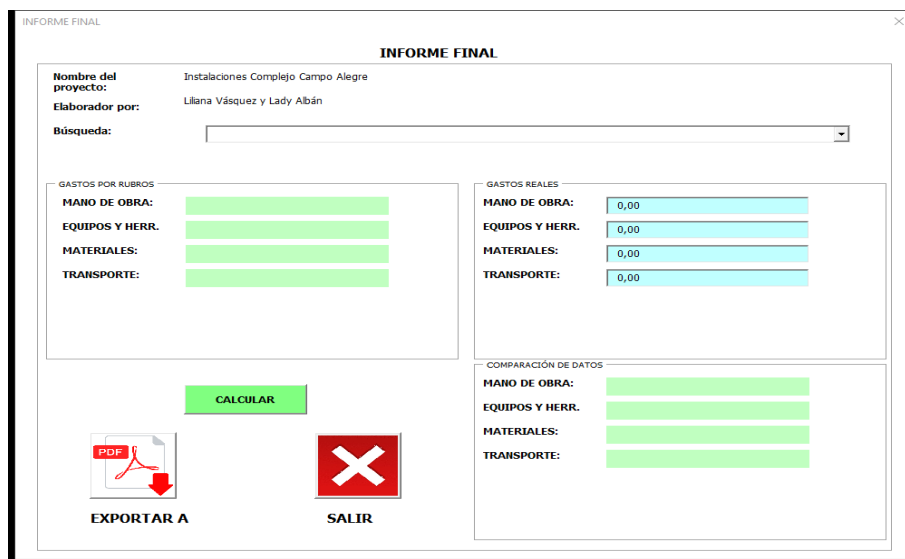 INFORME FINAL
INFORME FINAL
Nombre del
proyecto:
Instalaciones Complejo Campo Alegre
Elaborador por:
Liliana Vásquez y Lady Albán
Búsqueda:
GASTOS POR RUBROS
MANO DE OBRA:
EQUIPOS Y HERR.
MATERIALES:
TRANSPORTE:
GASTOS REALES
MANO DE OBRA: 0,00
EQUIPOS Y HERR. 0,00
MATERIALES: 0,00
TRANSPORTE: 0,00
COMPARACIÓN DE DATOS
MANO DE OBRA:
EQUIPOS Y HERR.
MATERIALES:
TRANSPORTE:
CALCULAR
PDF
EXPORTAR A
SALIR